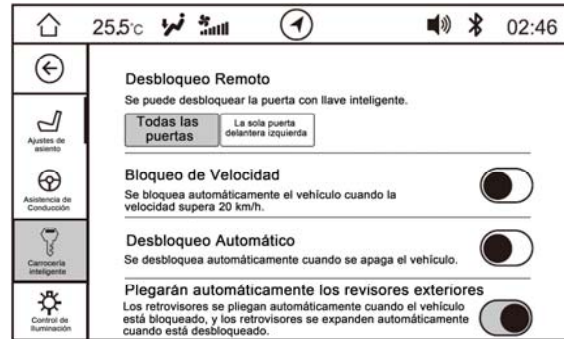 25.5°C
02:46
Desbloqueo Remoto
Se puede desbloquear la puerta con llave inteligente.
Todas las
puertas
La sola puerta
delantera izquierda
Ajustes de
asiento
Bloqueo de Velocidad
Se bloquea automáticamente el vehículo cuando la
velocidad supera 20 km/h.
Asistencia de
Conducción
Desbloqueo Automático
Se desbloquea automáticamente cuando se apaga el vehículo.
Carrocería
inteligente
Plegarán automáticamente los revisores exteriores
Los retrovisores se pliegan automáticamente cuando el vehículo
está bloqueado, y los retrovisores se expanden automáticamente
cuando está desbloqueado.
Control de
Iluminación